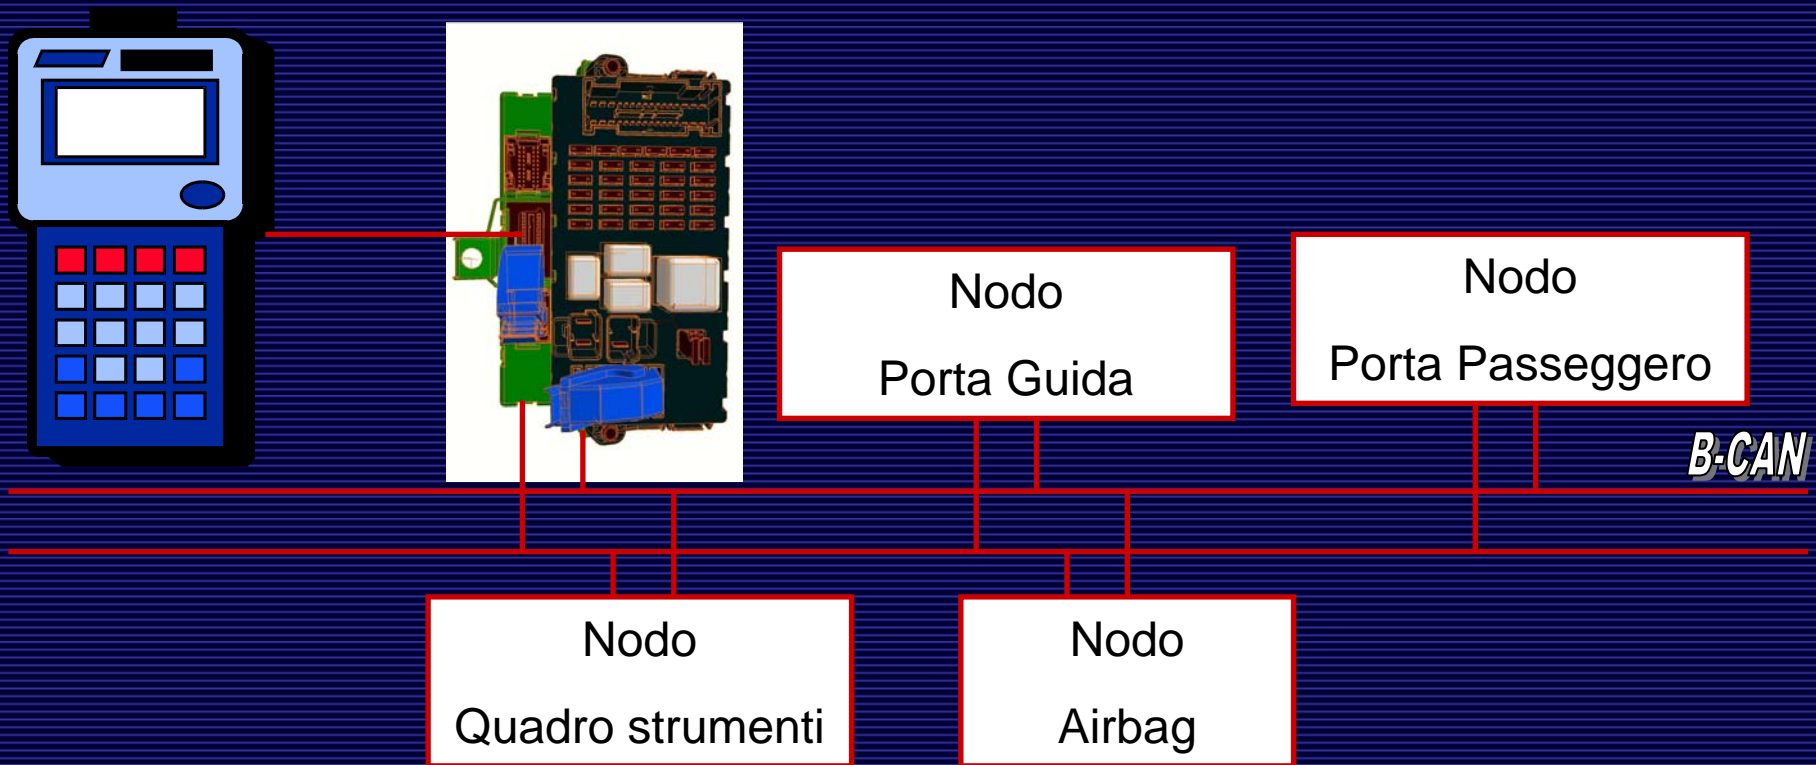 Nodo
Porta Guida
Nodo
Porta Passeggero
B-CAN
Nodo
Quadro strumenti
Nodo
Airbag